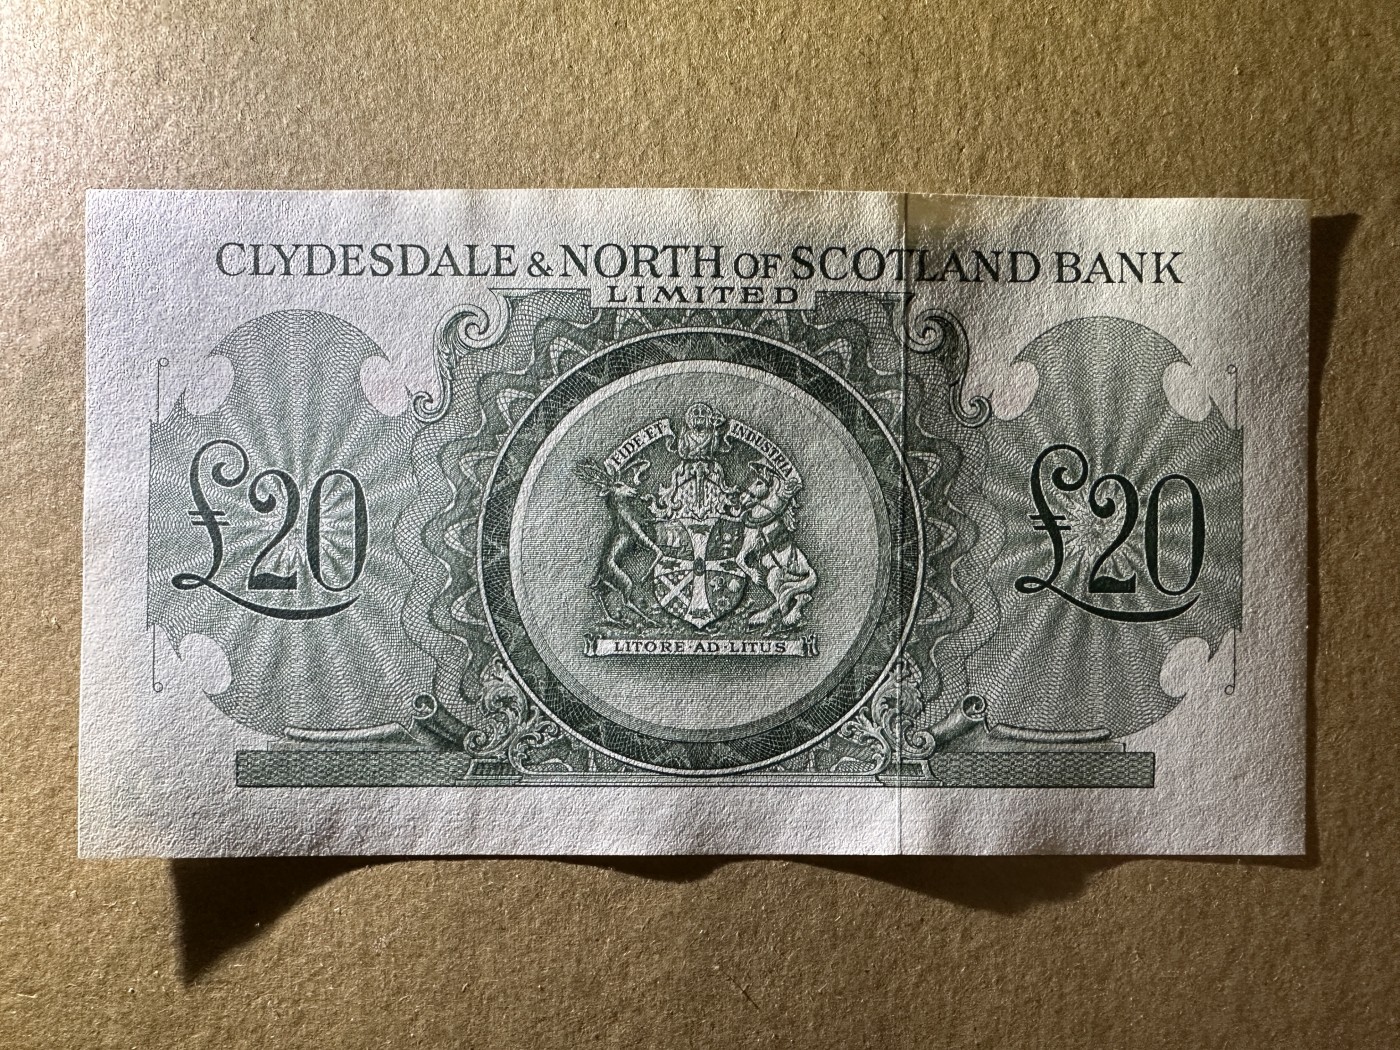 CLYDESDALE & NORTH OF SCOTLAND BANK
LIMITED
FIDE ET INDUSTRIA
£20 £20
LITORE·AD·LITUS